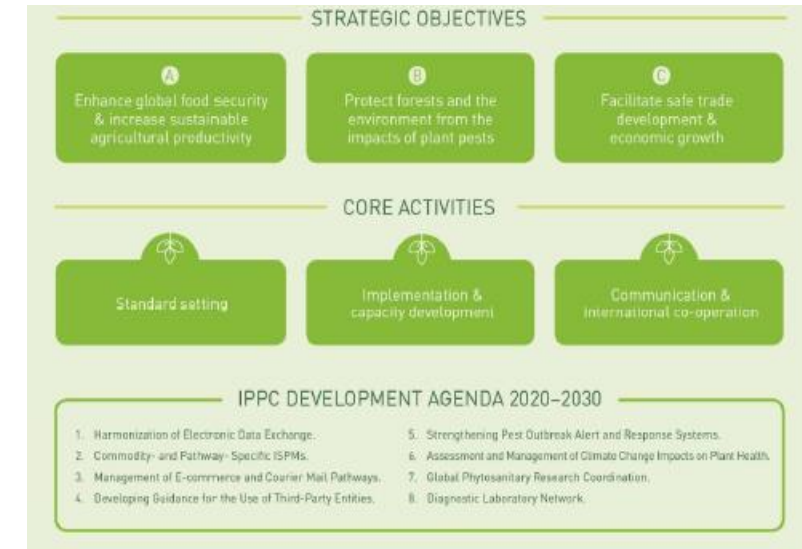 STRATEGIC OBJECTIVES
A
Enhance global food security
& increase sustainable
agricultural productivity
B
Protect forests and the
environment from the
impacts of plant pests
C
Facilitate safe trade
development &
economic growth
CORE ACTIVITIES
Standard setting
Implementation &
capacity development
Communication &
international co-operation
IPPC DEVELOPMENT AGENDA 2020–2030
1. Harmonization of Electronic Data Exchange.
2. Commodity- and Pathway- Specific ISPMs.
3. Management of E-commerce and Courier Mail Pathways.
4. Developing Guidance for the Use of Third-Party Entities.
5. Strengthening Pest Outbreak Alert and Response Systems.
6. Assessment and Management of Climate Change Impacts on Plant Health.
7. Global Phytosanitary Research Coordination.
8. Diagnostic Laboratory Network.